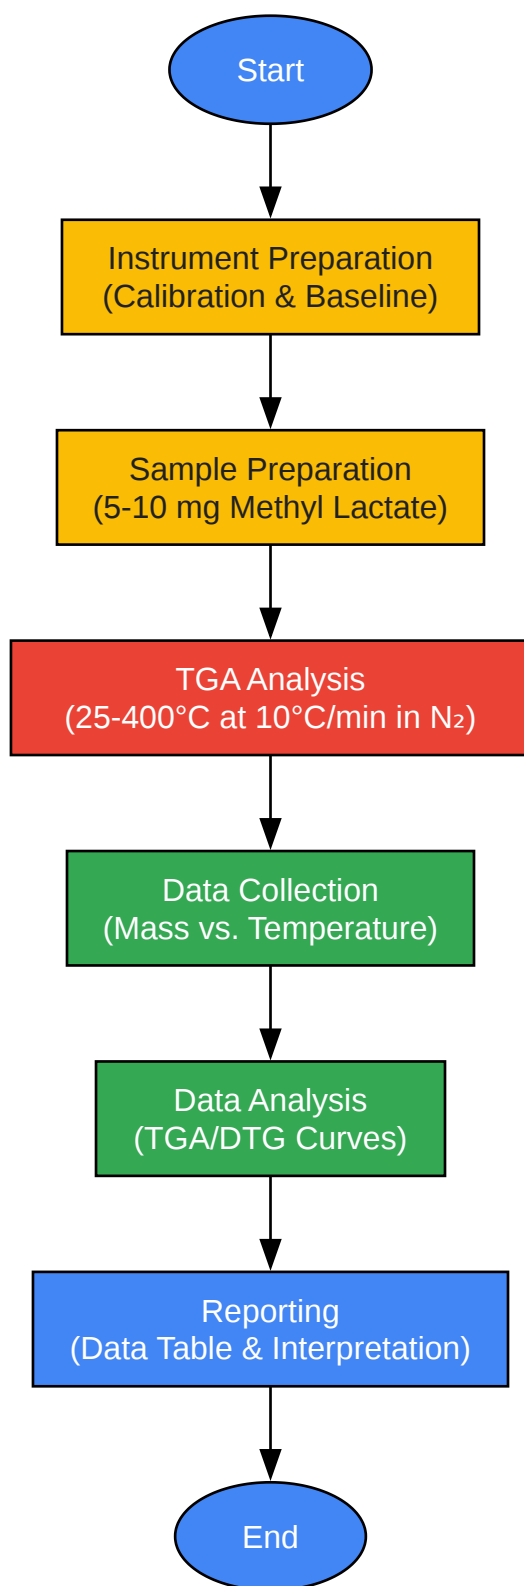 Start
Instrument Preparation
(Calibration & Baseline)
Sample Preparation
(5-10 mg Methyl Lactate)
TGA Analysis
(25-400°C at 10°C/min in N₂)
Data Collection
(Mass vs. Temperature)
Data Analysis
(TGA/DTG Curves)
Reporting
(Data Table & Interpretation)
End